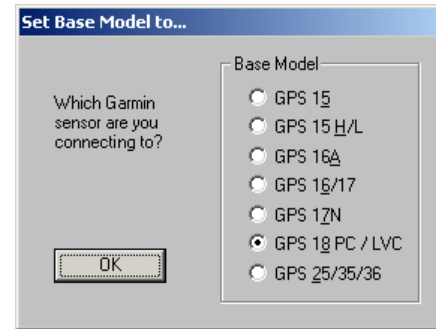 Set Base Model to...
Which Garmin
sensor are you
connecting to?
OK
Base Model
GPS 15
GPS 15 H/L
GPS 16A
GPS 16/17
GPS 17N
GPS 18 PC / LVC
GPS 25/35/36